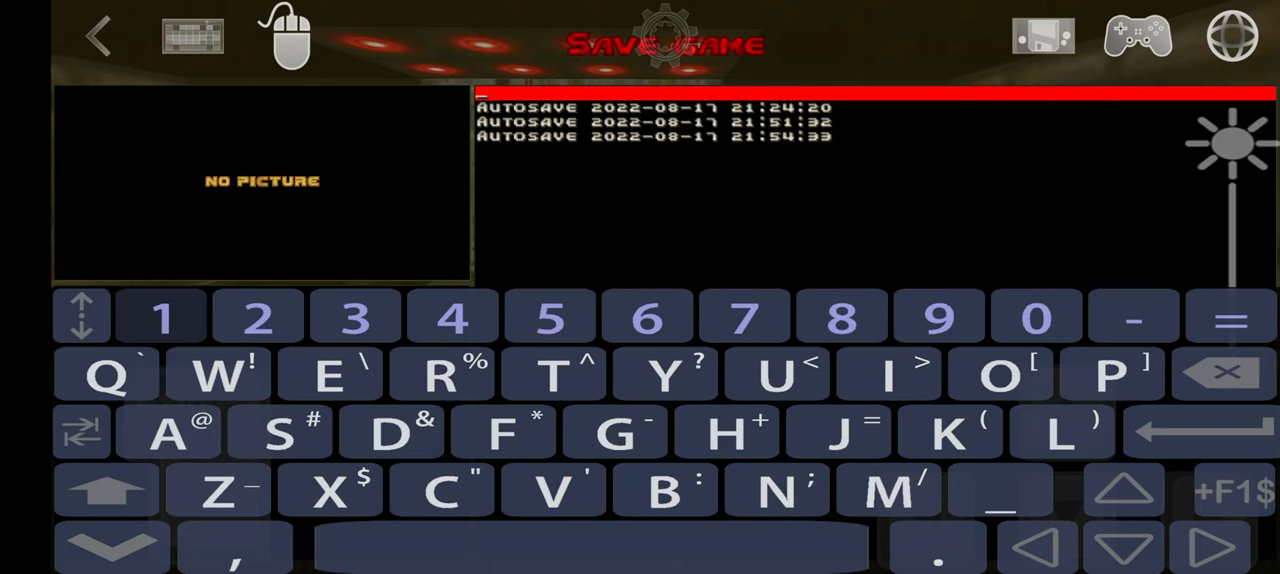 SAVE GAME
_
AUTOSAVE 2022-08-17 21:24:20
AUTOSAVE 2022-08-17 21:51:32
AUTOSAVE 2022-08-17 21:54:33
NO PICTURE
1 2 3 4 5 6 7 8 9 0 - =
Q ` W ! E \ R % T ^ Y ? U < I > O [ P ]
A @ S # D & F * G - H + J = K ( L )
Z _ X $ C " V ' B : N ; M / _ +F1$
, .